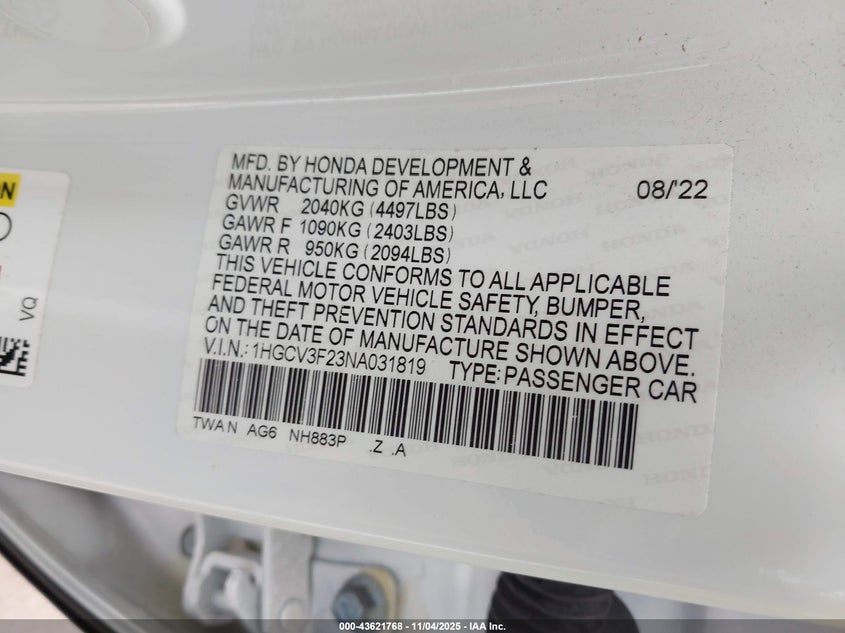 MFD. BY HONDA DEVELOPMENT &
MANUFACTURING OF AMERICA, LLC 08/'22
GVWR 2040KG (4497LBS)
GAWR F 1090KG (2403LBS)
GAWR R 950KG (2094LBS)
THIS VEHICLE CONFORMS TO ALL APPLICABLE
FEDERAL MOTOR VEHICLE SAFETY, BUMPER,
AND THEFT PREVENTION STANDARDS IN EFFECT
ON THE DATE OF MANUFACTURE SHOWN ABOVE.
V.I.N.: 1HGCV3F23NA031819 TYPE: PASSENGER CAR
TWA N AG6 NH883P .Z .A
VQ
000-43621768 - 11/04/2025 - IAA Inc.